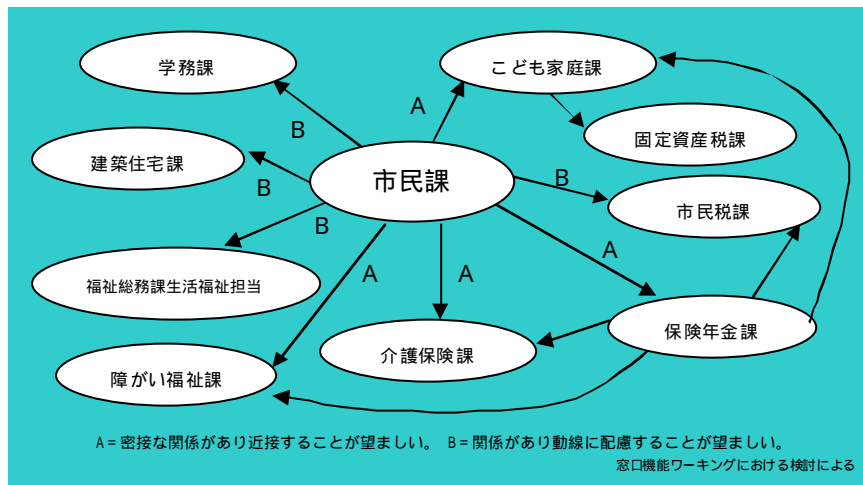 学務課
こども家庭課
A
B
固定資産税課
建築住宅課
市民課
B
B
市民税課
B
A
福祉総務課生活福祉担当
A
A
保険年金課
介護保険課
障がい福祉課
A=密接な関係があり近接することが望ましい。 B=関係があり動線に配慮することが望ましい。
窓口機能ワーキングにおける検討による